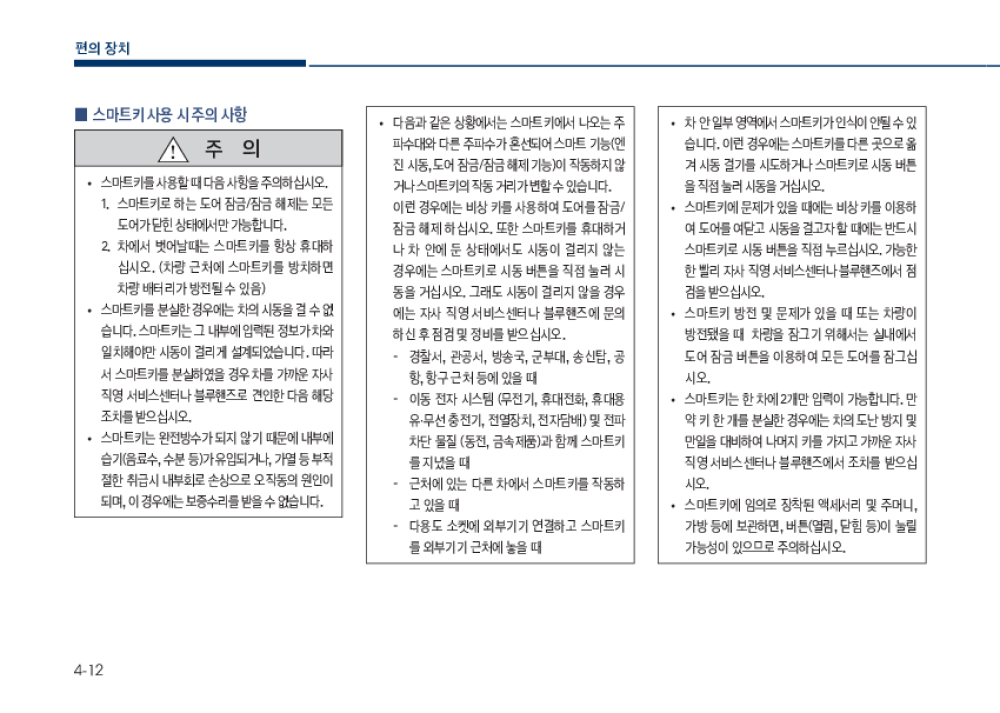 편의 장치
■ 스마트키 사용 시 주의 사항
주 의
• 스마트키를 사용할 때 다음 사항을 주의하십시오.
1. 스마트키로 하는 도어 잠금/잠금 해제는 모든
도어가 닫힌 상태에서만 가능합니다.
2. 차에서 벗어날때는 스마트키를 항상 휴대하
십시오. (차량 근처에 스마트키를 방치하면
차량 배터리가 방전될 수 있음)
• 스마트키를 분실한 경우에는 차의 시동을 걸 수 없
습니다. 스마트키는 그 내부에 입력된 정보가 차와
일치해야만 시동이 걸리게 설계되었습니다. 따라
서 스마트키를 분실하였을 경우 차를 가까운 자사
직영 서비스센터나 블루핸즈로 견인한 다음 해당
조치를 받으십시오.
• 스마트키는 완전방수가 되지 않기 때문에 내부에
습기(음료수, 수분 등)가 유입되거나, 가열 등 부적
절한 취급시 내부회로 손상으로 오작동의 원인이
되며, 이 경우에는 보증수리를 받을 수 없습니다.
• 다음과 같은 상황에서는 스마트키에서 나오는 주
파수대와 다른 주파수가 혼선되어 스마트 기능(엔
진 시동, 도어 잠금/잠금 해제 기능)이 작동하지 않
거나 스마트키의 작동 거리가 변할 수 있습니다.
이런 경우에는 비상 키를 사용하여 도어를 잠금/
잠금 해제 하십시오. 또한 스마트키를 휴대하거
나 차 안에 둔 상태에서도 시동이 걸리지 않는
경우에는 스마트키로 시동 버튼을 직접 눌러 시
동을 거십시오. 그래도 시동이 걸리지 않을 경우
에는 자사 직영 서비스센터나 블루핸즈에 문의
하신 후 점검 및 정비를 받으십시오.
- 경찰서, 관공서, 방송국, 군부대, 송신탑, 공
항, 항구 근처 등에 있을 때
- 이동 전자 시스템 (무전기, 휴대전화, 휴대용
유·무선 충전기, 전열장치, 전자담배) 및 전파
차단 물질 (동전, 금속제품)과 함께 스마트키
를 지녔을 때
- 근처에 있는 다른 차에서 스마트키를 작동하
고 있을 때
- 다용도 소켓에 외부기기 연결하고 스마트키
를 외부기기 근처에 놓을 때
• 차 안 일부 영역에서 스마트키가 인식이 안될 수 있
습니다. 이런 경우에는 스마트키를 다른 곳으로 옮
겨 시동 걸기를 시도하거나 스마트키로 시동 버튼
을 직접 눌러 시동을 거십시오.
• 스마트키에 문제가 있을 때에는 비상 키를 이용하
여 도어를 여닫고 시동을 걸고자 할 때에는 반드시
스마트키로 시동 버튼을 직접 누르십시오. 가능한
한 빨리 자사 직영 서비스센터나 블루핸즈에서 점
검을 받으십시오.
• 스마트키 방전 및 문제가 있을 때 또는 차량이
방전됐을 때 차량을 잠그기 위해서는 실내에서
도어 잠금 버튼을 이용하여 모든 도어를 잠그십
시오.
• 스마트키는 한 차에 2개만 입력이 가능합니다. 만
약 키 한 개를 분실한 경우에는 차의 도난 방지 및
만일을 대비하여 나머지 키를 가지고 가까운 자사
직영 서비스센터나 블루핸즈에서 조치를 받으십
시오.
• 스마트키에 임의로 장착된 액세서리 및 주머니,
가방 등에 보관하면, 버튼(열림, 닫힘 등)이 눌릴
가능성이 있으므로 주의하십시오.
4-12